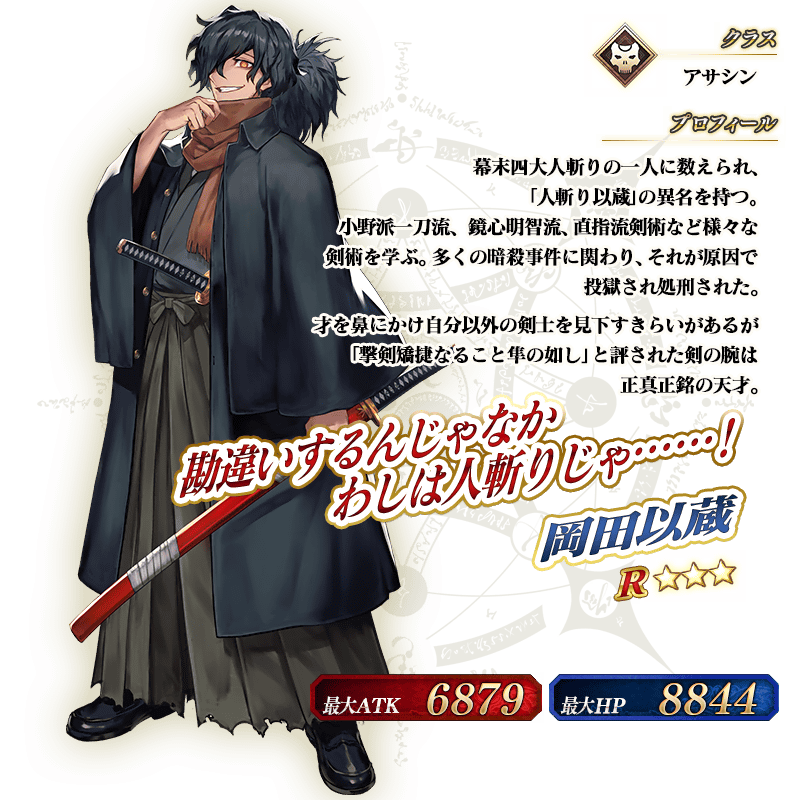 クラス
アサシン
プロフィール
幕末四大人斬りの一人に数えられ、
「人斬り以蔵」の異名を持つ。
小野派一刀流、鏡心明智流、直指流剣術など様々な
剣術を学ぶ。多くの暗殺事件に関わり、それが原因で
投獄され処刑された。
才を鼻にかけ自分以外の剣士を見下すきらいがあるが
「撃剣矯捷なること隼の如し」と評された剣の腕は
正真正銘の天才。
勘違いするんじゃなか
わしは人斬りじゃ……‥！
岡田以蔵
R
最大ATK 6879
最大HP 8844